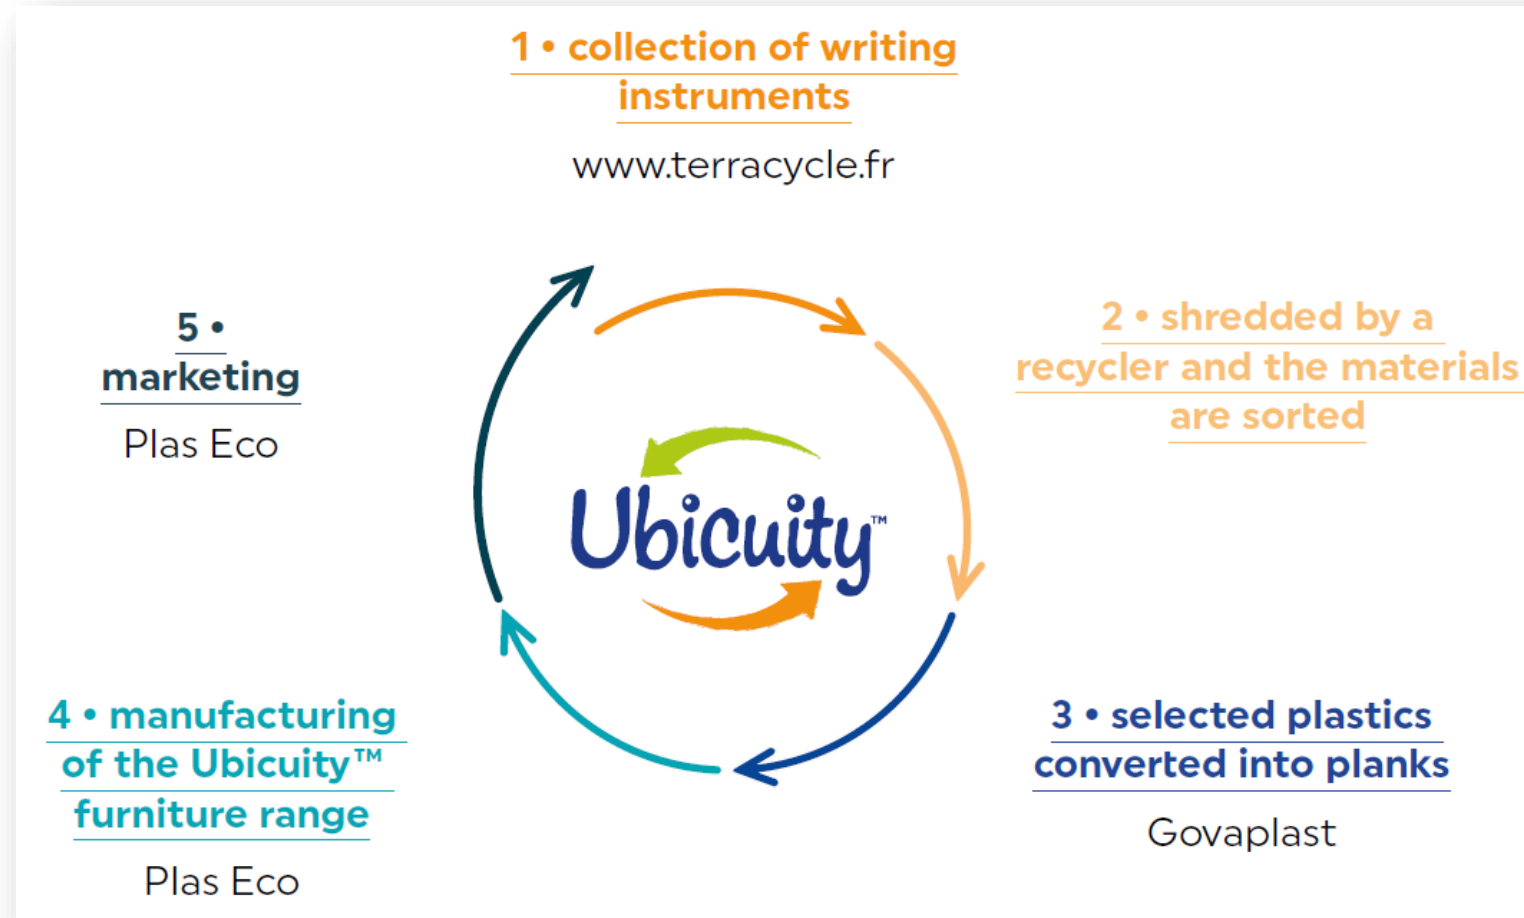 1 • collection of writing
instruments
www.terracycle.fr
2 • shredded by a
recycler and the materials
are sorted
3 • selected plastics
converted into planks
Govaplast
4 • manufacturing
of the Ubicuity™
furniture range
Plas Eco
5 •
marketing
Plas Eco
Ubicuity™